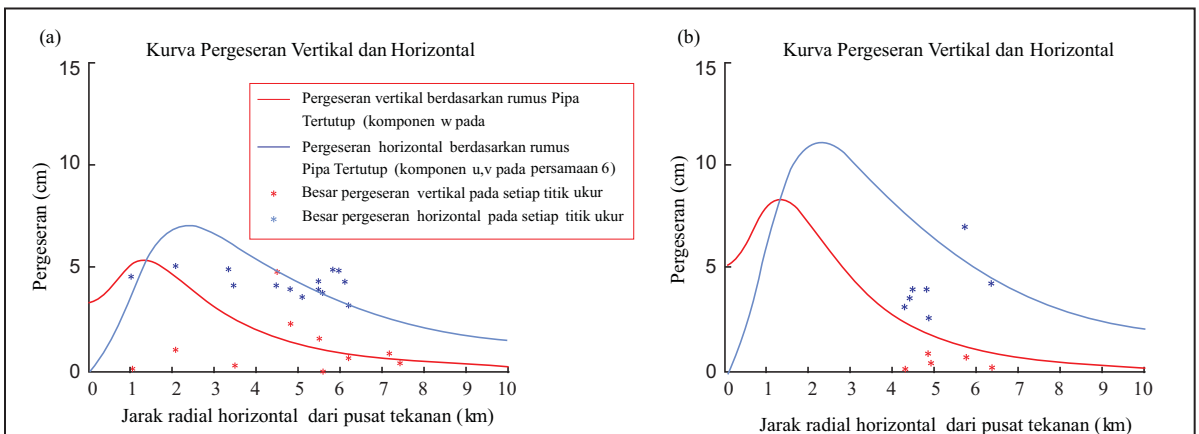 (a)
Kurva Pergeseran Vertikal dan Horizontal
15
10
5
0
Pergeseran (cm)
Pergeseran vertikal berdasarkan rumus Pipa
Tertutup (komponen w pada
Pergeseran horizontal berdasarkan rumus
Pipa Tertutup (komponen u,v pada persamaan 6)
* Besar pergeseran vertikal pada setiap titik ukur
* Besar pergeseran horizontal pada setiap titik ukur
0 1 2 3 4 5 6 7 8 9 10
Jarak radial horizontal dari pusat tekanan (km)
(b)
Kurva Pergeseran Vertikal dan Horizontal
15
10
5
0
Pergeseran (cm)
0 1 2 3 4 5 6 7 8 9 10
Jarak radial horizontal dari pusat tekanan (km)